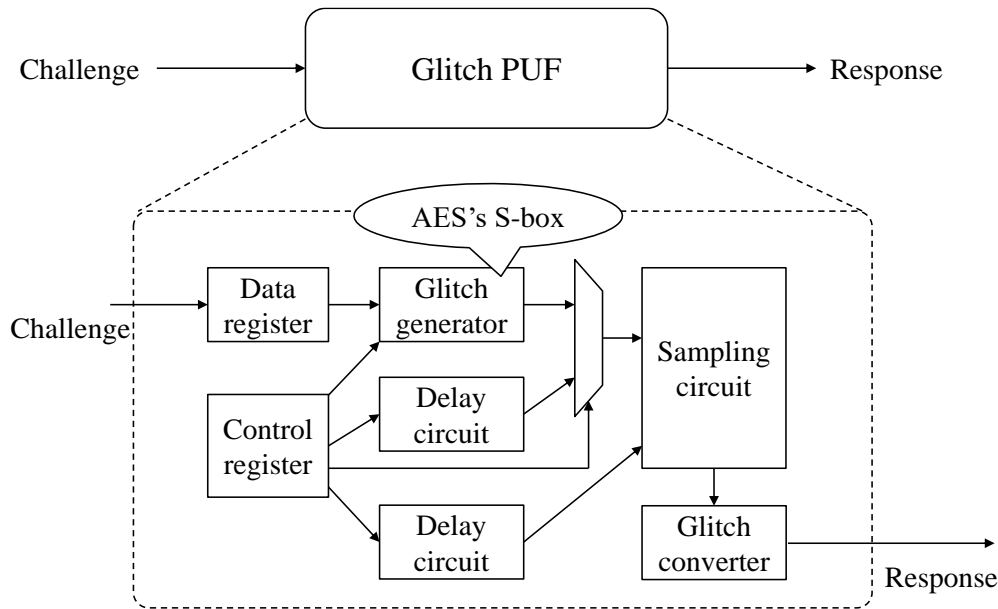 Challenge
Glitch PUF
Response
AES's S-box
Data
register
Glitch
generator
Challenge
Sampling
circuit
Control
register
Delay
circuit
Delay
circuit
Glitch
converter
Response